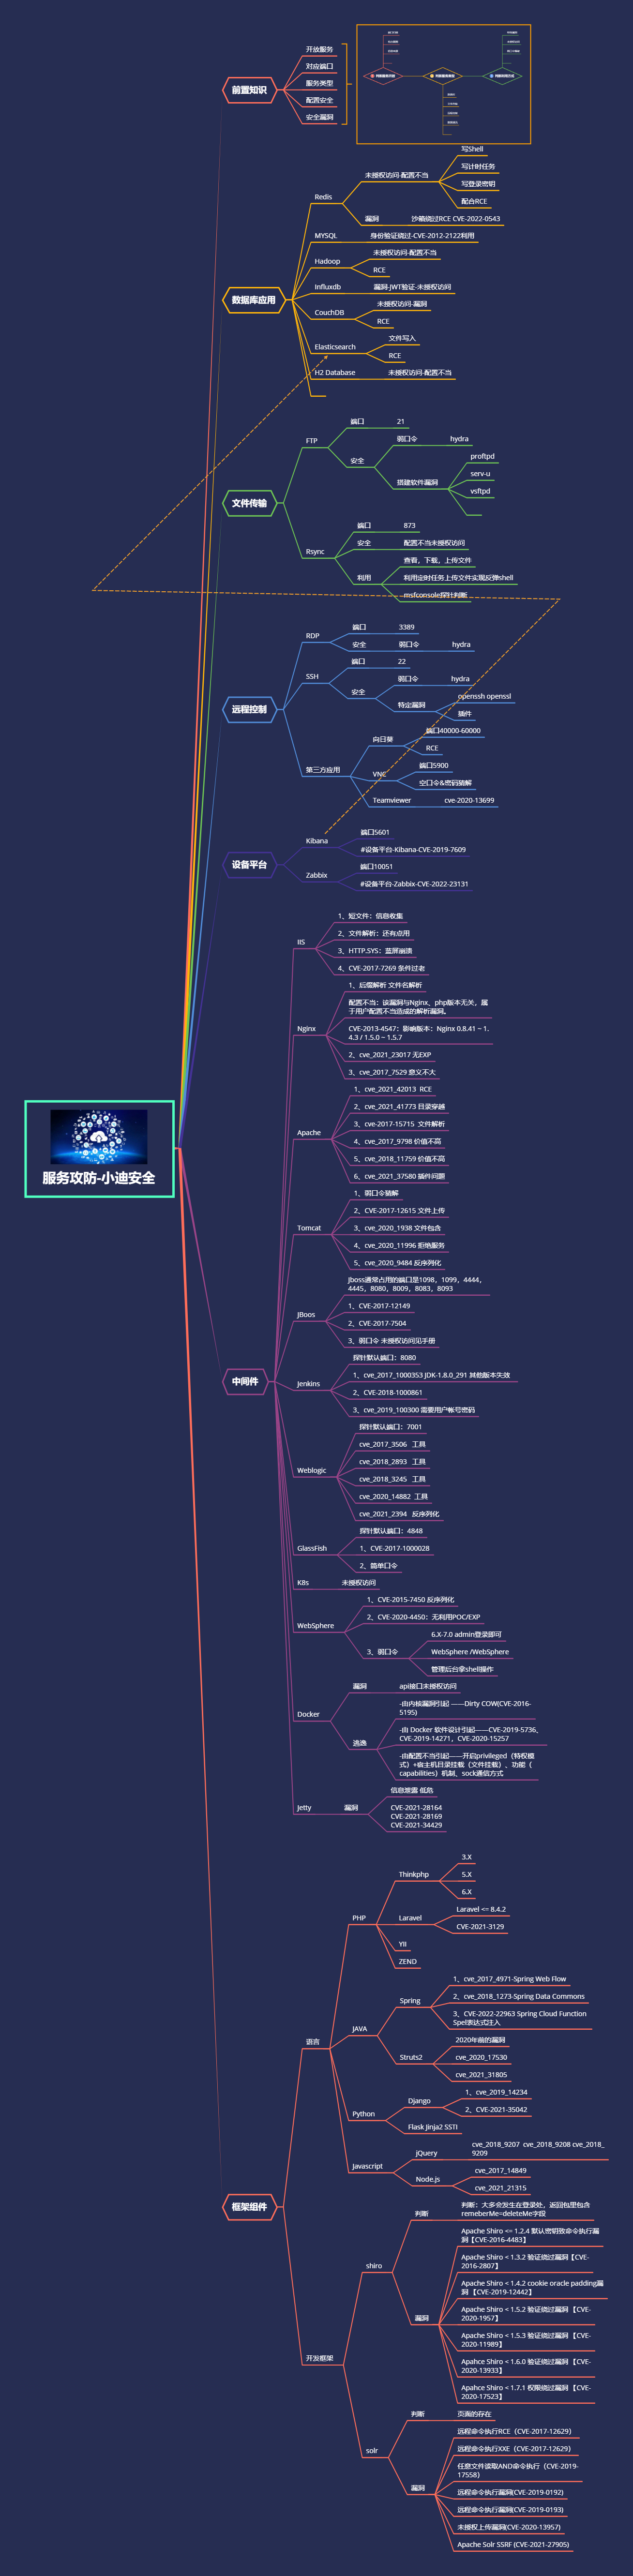 前置知识
开放服务
对应端口
服务类型
配置安全
安全漏洞
数据库应用
Redis
未授权访问-配置不当
写Shell
写计时任务
写登录密钥
配合RCE
漏洞
沙箱绕过RCE CVE-2022-0543
MYSQL
身份验证绕过-CVE-2012-2122利用
Hadoop
未授权访问-配置不当
RCE
Influxdb
漏洞-JWT验证-未授权访问
CouchDB
未授权访问-漏洞
RCE
Elasticsearch
文件写入
RCE
H2 Database
未授权访问-配置不当
文件传输
FTP
端口
21
安全
弱口令
hydra
搭建软件漏洞
proftpd
serv-u
vsftpd
Rsync
端口
873
安全
配置不当未授权访问
利用
查看，下载，上传文件
利用定时任务上传文件实现反弹shell
msfconsole探针判断
远程控制
RDP
端口
3389
安全
弱口令
hydra
SSH
端口
22
安全
弱口令
hydra
特定漏洞
openssh openssl
插件
第三方应用
向日葵
端口40000-60000
RCE
VNC
端口5900
空口令&密码猜解
Teamviewer
cve-2020-13699
设备平台
Kibana
端口5601
#设备平台-Kibana-CVE-2019-7609
Zabbix
端口10051
#设备平台-Zabbix-CVE-2022-23131
服务攻防-小迪安全
中间件
IIS
1、短文件：信息收集
2、文件解析：还有点用
3、HTTP.SYS：蓝屏崩溃
4、CVE-2017-7269 条件过老
Nginx
1、后缀解析 文件名解析
配置不当：该漏洞与Nginx、php版本无关，属
于用户配置不当造成的解析漏洞。
CVE-2013-4547：影响版本：Nginx 0.8.41 ~ 1.
4.3 / 1.5.0 ~ 1.5.7
2、cve_2021_23017 无EXP
3、cve_2017_7529 意义不大
Apache
1、cve_2021_42013 RCE
2、cve_2021_41773 目录穿越
3、cve-2017-15715 文件解析
4、cve_2017_9798 价值不高
5、cve_2018_11759 价值不高
6、cve_2021_37580 插件问题
Tomcat
1、弱口令猜解
2、CVE-2017-12615 文件上传
3、cve_2020_1938 文件包含
4、cve_2020_11996 拒绝服务
5、cve_2020_9484 反序列化
JBoos
Jboss通常占用的端口是1098，1099，4444，
4445，8080，8009，8083，8093
1、CVE-2017-12149
2、CVE-2017-7504
3、弱口令 未授权访问见手册
Jenkins
探针默认端口：8080
1、cve_2017_1000353 JDK-1.8.0_291 其他版本失效
2、CVE-2018-1000861
3、cve_2019_100300 需要用户帐号密码
Weblogic
探针默认端口：7001
cve_2017_3506 工具
cve_2018_2893 工具
cve_2018_3245 工具
cve_2020_14882 工具
cve_2021_2394 反序列化
GlassFish
探针默认端口：4848
1、CVE-2017-1000028
2、简单口令
K8s
未授权访问
WebSphere
1、CVE-2015-7450 反序列化
2、CVE-2020-4450：无利用POC/EXP
3、弱口令
6.X-7.0 admin登录即可
WebSphere /WebSphere
管理后台拿shell操作
Docker
漏洞
api接口未授权访问
逃逸
-由内核漏洞引起 ——Dirty COW(CVE-2016-
5195)
-由 Docker 软件设计引起——CVE-2019-5736、
CVE-2019-14271，CVE-2020-15257
-由配置不当引起——开启privileged（特权模
式）+宿主机目录挂载（文件挂载）、功能（
capabilities）机制、sock通信方式
Jetty
漏洞
信息泄露 低危
CVE-2021-28164
CVE-2021-28169
CVE-2021-34429
框架组件
语言
PHP
Thinkphp
3.X
5.X
6.X
Laravel
Laravel <= 8.4.2
CVE-2021-3129
YII
ZEND
JAVA
Spring
1、cve_2017_4971-Spring Web Flow
2、cve_2018_1273-Spring Data Commons
3、CVE-2022-22963 Spring Cloud Function
Spel表达式注入
Struts2
2020年前的漏洞
cve_2020_17530
cve_2021_31805
Python
Django
1、cve_2019_14234
2、CVE-2021-35042
Flask Jinja2 SSTI
Javascript
jQuery
cve_2018_9207 cve_2018_9208 cve_2018_
9209
Node.js
cve_2017_14849
cve_2021_21315
开发框架
shiro
判断
判断：大多会发生在登录处，返回包里包含
remeberMe=deleteMe字段
漏洞
Apache Shiro <= 1.2.4 默认密钥致命令执行漏
洞【CVE-2016-4483】
Apache Shiro < 1.3.2 验证绕过漏洞【CVE-
2016-2807】
Apache Shiro < 1.4.2 cookie oracle padding漏
洞 【CVE-2019-12442】
Apache Shiro < 1.5.2 验证绕过漏洞 【CVE-
2020-1957】
Apache Shiro < 1.5.3 验证绕过漏洞 【CVE-
2020-11989】
Apahce Shiro < 1.6.0 验证绕过漏洞 【CVE-
2020-13933】
Apahce Shiro < 1.7.1 权限绕过漏洞 【CVE-
2020-17523】
solr
判断
页面的存在
漏洞
远程命令执行RCE（CVE-2017-12629）
远程命令执行XXE（CVE-2017-12629）
任意文件读取AND命令执行（CVE-2019-
17558）
远程命令执行漏洞(CVE-2019-0192)
远程命令执行漏洞(CVE-2019-0193)
未授权上传漏洞(CVE-2020-13957)
Apache Solr SSRF (CVE-2021-27905)